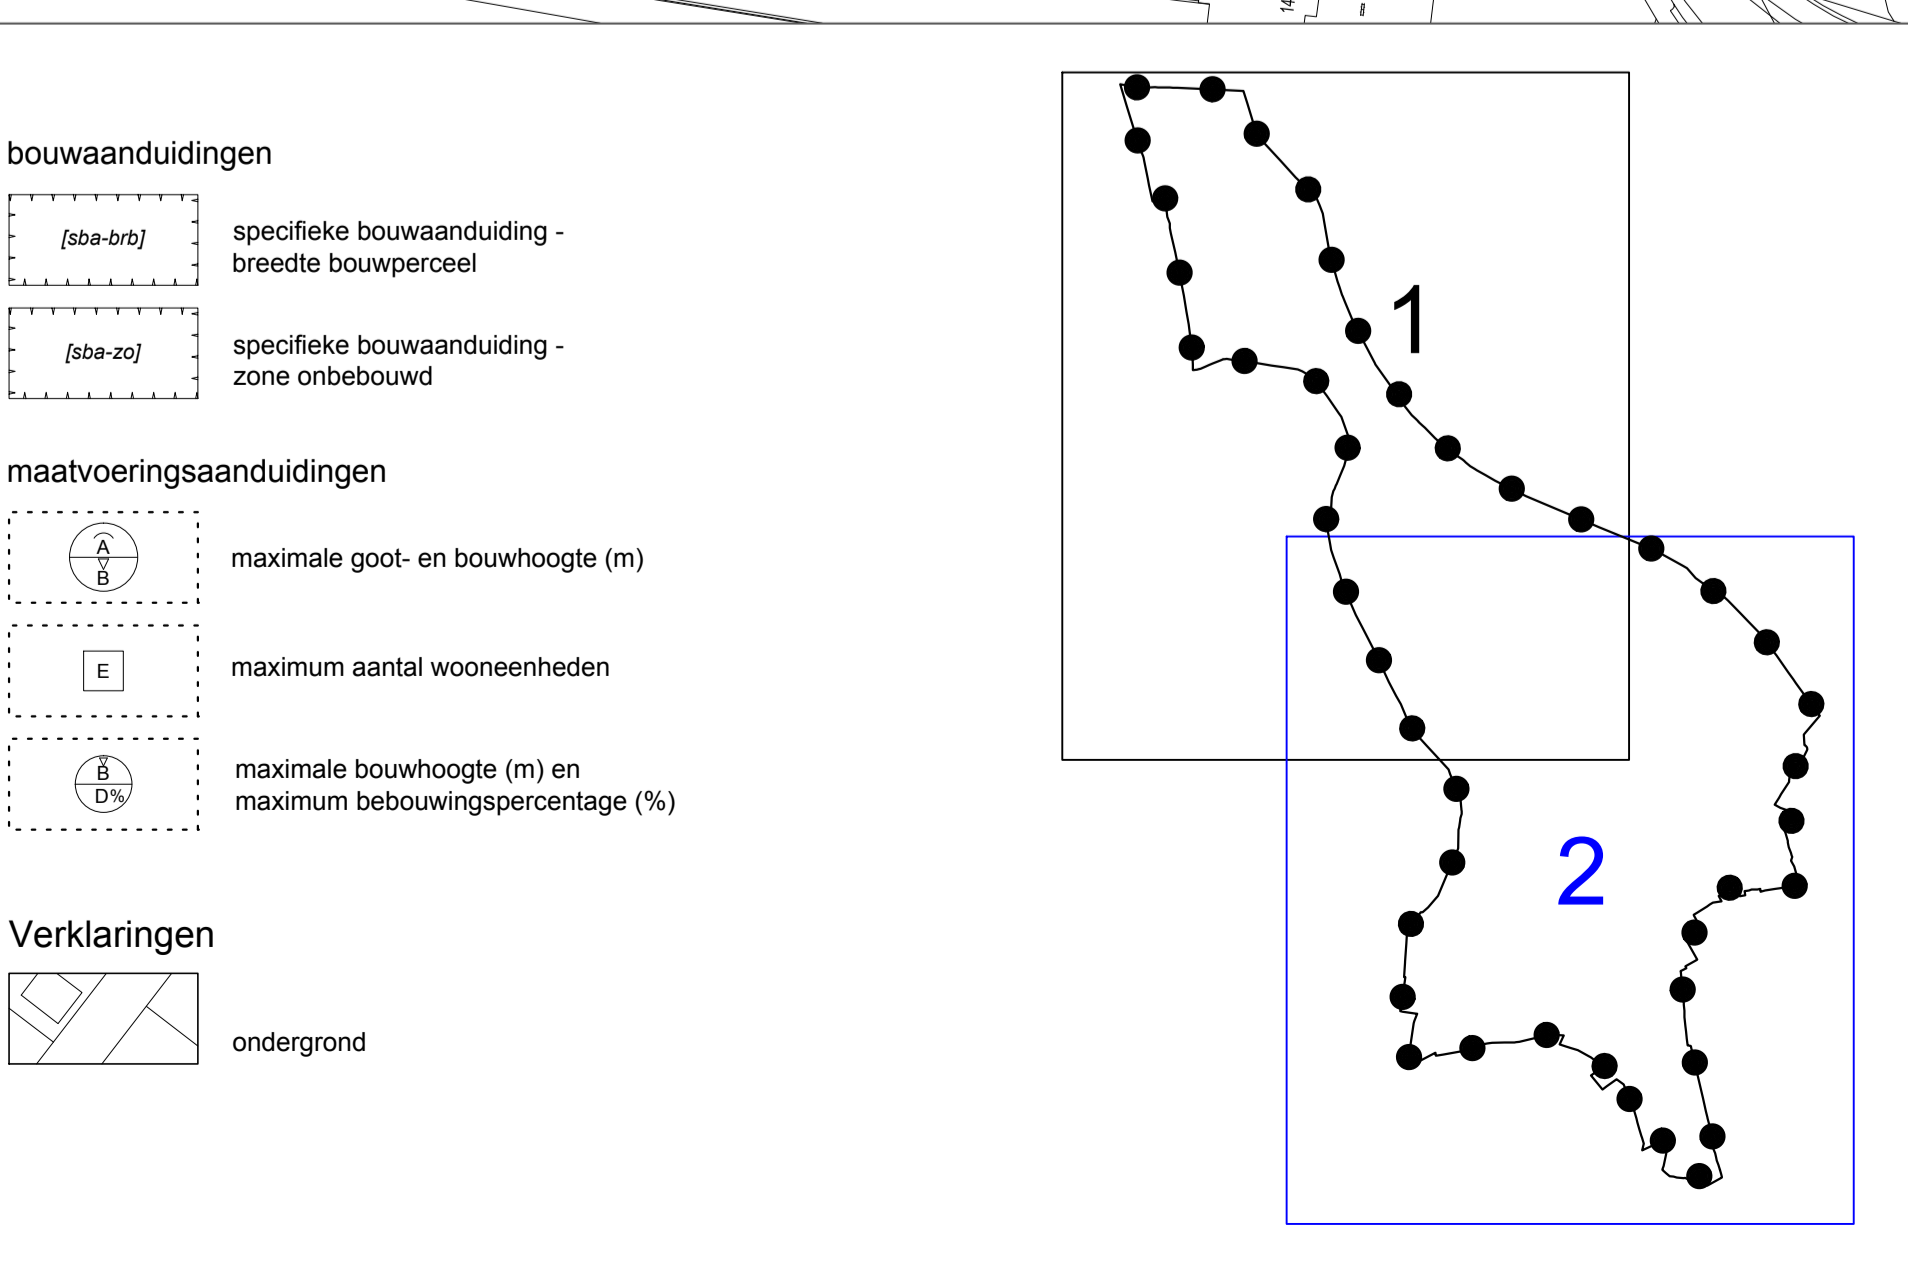 14
bouwaanduidingen
[sba-brb]
specifieke bouwaanduiding -
breedte bouwperceel
[sba-zo]
specifieke bouwaanduiding -
zone onbebouwd
maatvoeringsaanduidingen
A
B
maximale goot- en bouwhoogte (m)
E
maximum aantal wooneenheden
B
D%
maximale bouwhoogte (m) en
maximum bebouwingspercentage (%)
Verklaringen
ondergrond
1
2